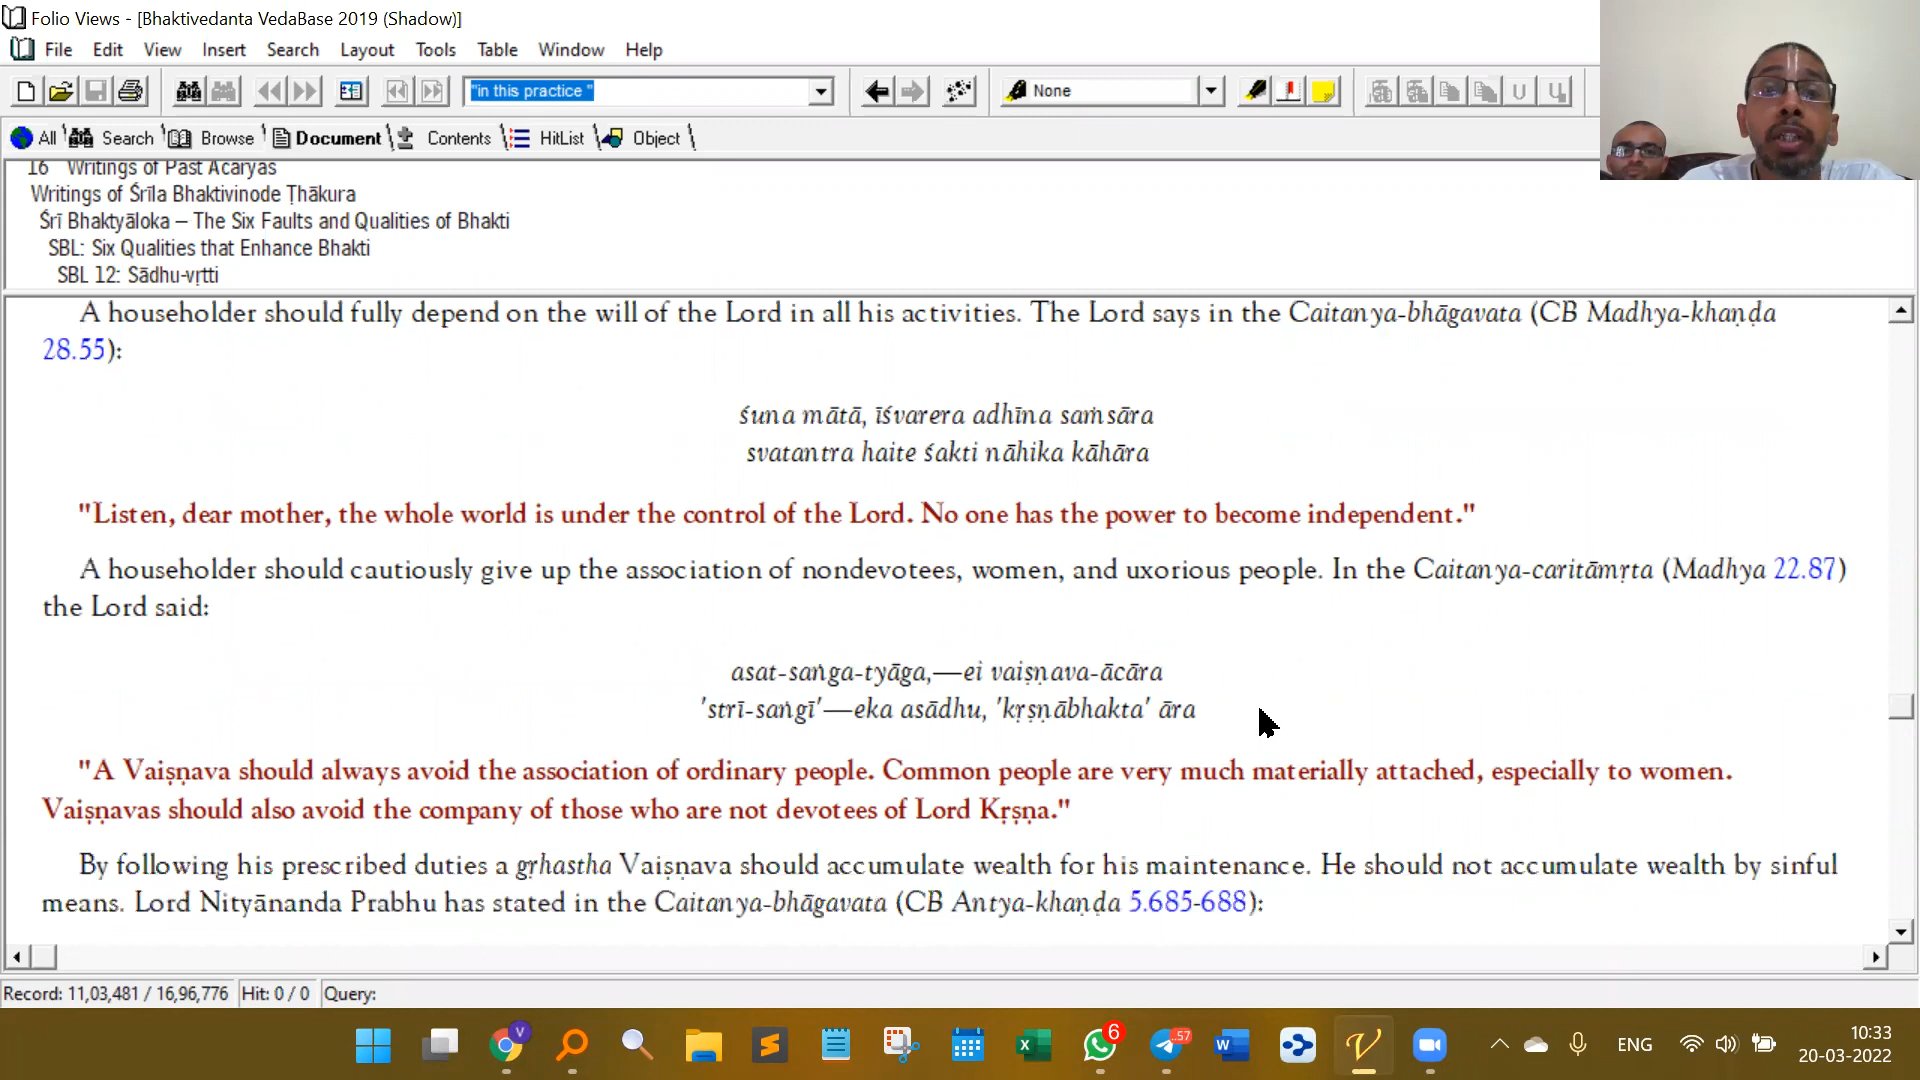 Folio Views - [Bhaktivedanta VedaBase 2019 (Shadow)]
File Edit View Insert Search Layout Tools Table Window Help
"in this practice " None
All Search Browse Document Contents HitList Object
16 Writings of Past Ācāryas
Writings of Śrīla Bhaktivinode Ṭhākura
Śrī Bhaktyāloka – The Six Faults and Qualities of Bhakti
SBL: Six Qualities that Enhance Bhakti
SBL 12: Sādhu-vṛtti
A householder should fully depend on the will of the Lord in all his activities. The Lord says in the Caitanya-bhāgavata (CB Madhya-khaṇḍa
28.55):
śuna mātā, īśvarera adhīna saṁsāra
svatantra haite śakti nāhika kāhāra
"Listen, dear mother, the whole world is under the control of the Lord. No one has the power to become independent."
A householder should cautiously give up the association of nondevotees, women, and uxorious people. In the Caitanya-caritāmṛta (Madhya 22.87)
the Lord said:
asat-saṅga-tyāga,—ei vaiṣṇava-ācāra
'strī-saṅgī'—eka asādhu, 'kṛṣṇābhakta' āra
"A Vaiṣṇava should always avoid the association of ordinary people. Common people are very much materially attached, especially to women.
Vaiṣṇavas should also avoid the company of those who are not devotees of Lord Kṛṣṇa."
By following his prescribed duties a gṛhastha Vaiṣṇava should accumulate wealth for his maintenance. He should not accumulate wealth by sinful
means. Lord Nityānanda Prabhu has stated in the Caitanya-bhāgavata (CB Antya-khaṇḍa 5.685-688):
Record: 11,03,481 / 16,96,776 Hit: 0 / 0 Query:
V 6 57 ENG 10:33
20-03-2022